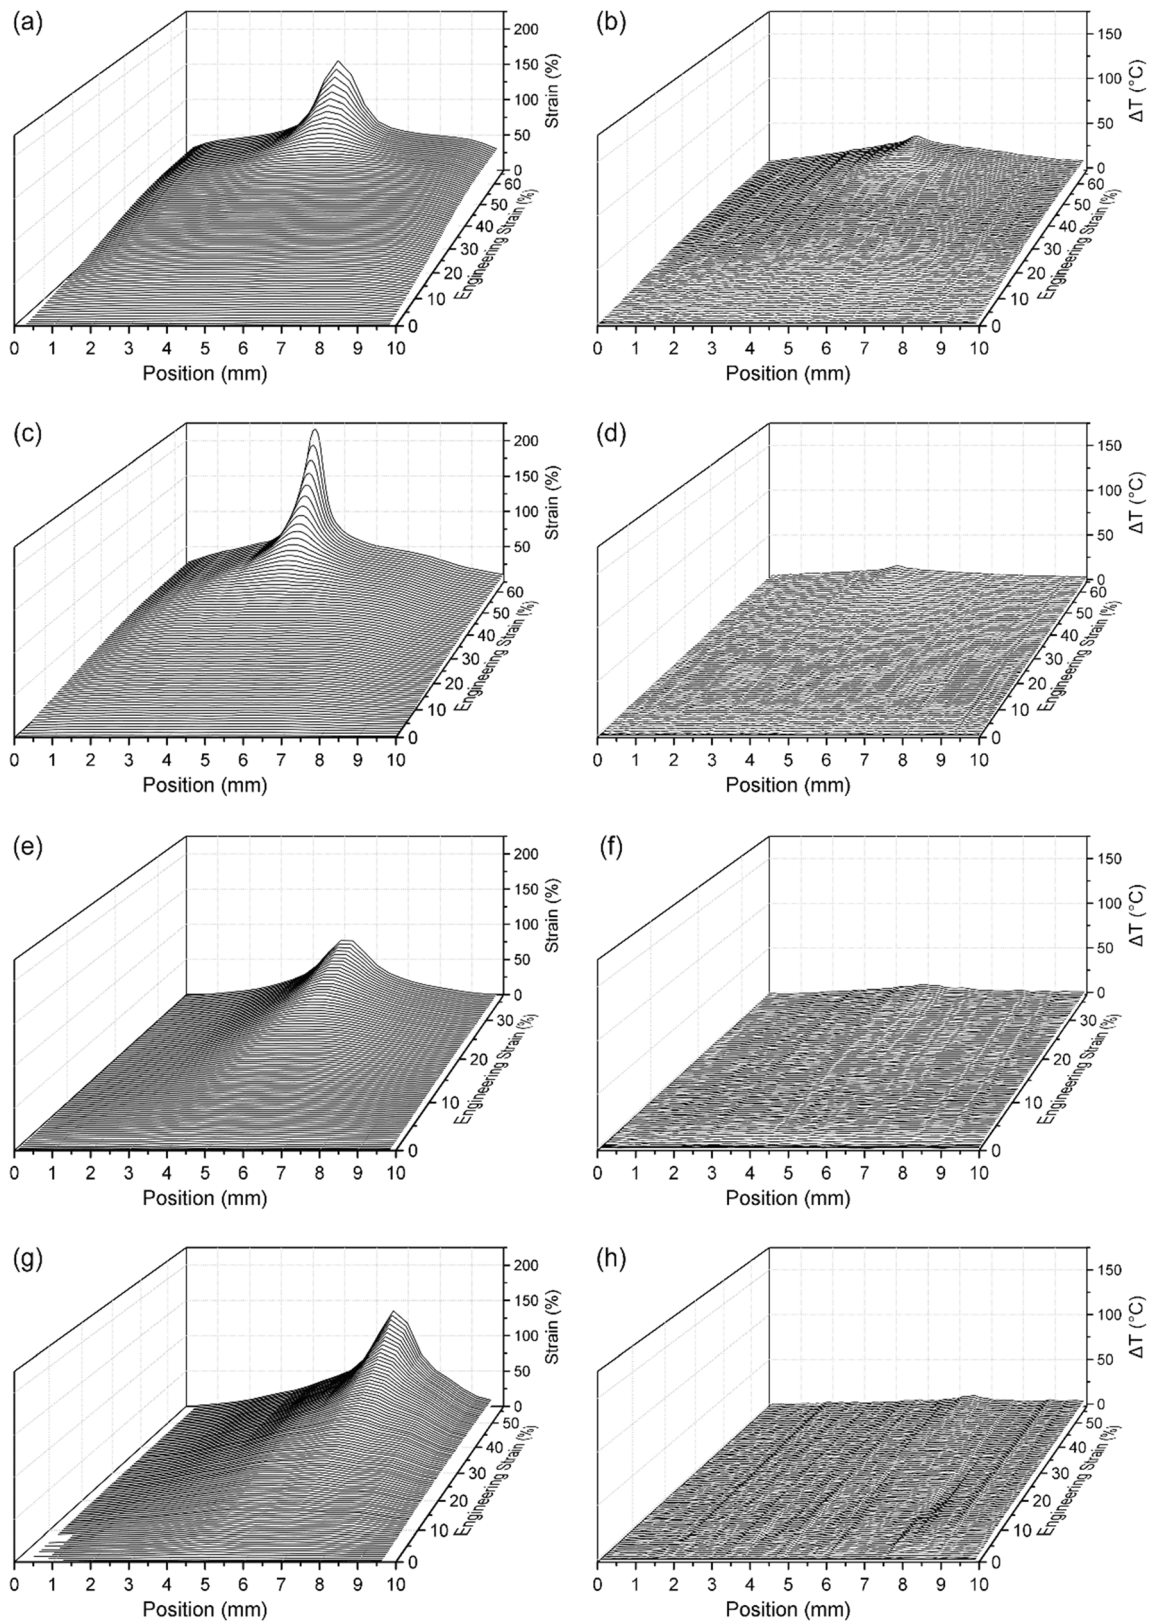 (a)
200
150
100
50
0
Strain (%)
60
50
40
30
20
10
0
Engineering Strain (%)
0 1 2 3 4 5 6 7 8 9 10
Position (mm)
(b)
150
100
50
0
ΔT (°C)
60
50
40
30
20
10
0
Engineering Strain (%)
0 1 2 3 4 5 6 7 8 9 10
Position (mm)
(c)
200
150
100
50
Strain (%)
60
50
40
30
20
10
0
Engineering Strain (%)
0 1 2 3 4 5 6 7 8 9 10
Position (mm)
(d)
150
100
50
0
ΔT (°C)
60
50
40
30
20
10
0
Engineering Strain (%)
0 1 2 3 4 5 6 7 8 9 10
Position (mm)
(e)
200
150
100
50
0
Strain (%)
30
20
10
0
Engineering Strain (%)
0 1 2 3 4 5 6 7 8 9 10
Position (mm)
(f)
150
100
50
0
ΔT (°C)
30
20
10
0
Engineering Strain (%)
0 1 2 3 4 5 6 7 8 9 10
Position (mm)
(g)
200
150
100
50
0
Strain (%)
50
40
30
20
10
0
Engineering Strain (%)
0 1 2 3 4 5 6 7 8 9 10
Position (mm)
(h)
150
100
50
0
ΔT (°C)
50
40
30
20
10
0
Engineering Strain (%)
0 1 2 3 4 5 6 7 8 9 10
Position (mm)